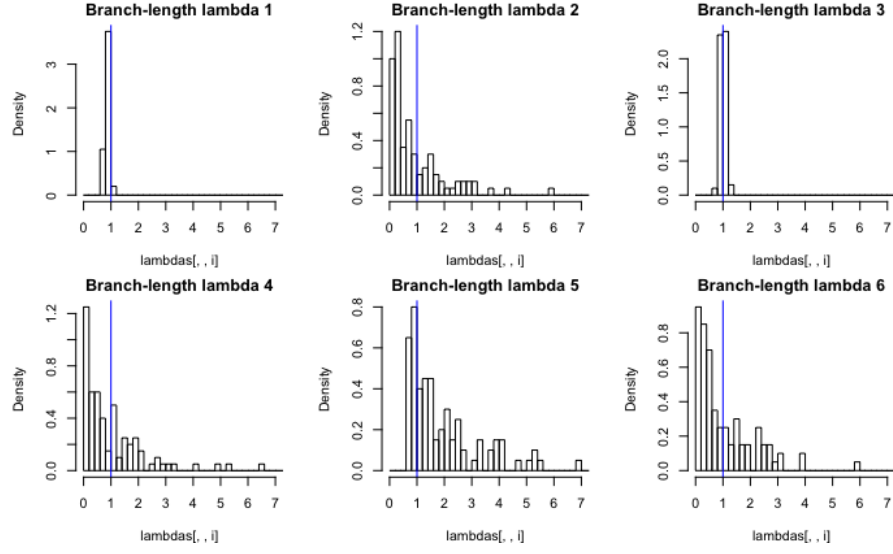 Branch-length lambda 1
Density
0 1 2 3
0 1 2 3 4 5 6 7
lambdas[, , i]
Branch-length lambda 2
Density
0.0 0.4 0.8 1.2
0 1 2 3 4 5 6 7
lambdas[, , i]
Branch-length lambda 3
Density
0.0 0.5 1.0 1.5 2.0
0 1 2 3 4 5 6 7
lambdas[, , i]
Branch-length lambda 4
Density
0.0 0.4 0.8 1.2
0 1 2 3 4 5 6 7
lambdas[, , i]
Branch-length lambda 5
Density
0.0 0.2 0.4 0.6 0.8
0 1 2 3 4 5 6 7
lambdas[, , i]
Branch-length lambda 6
Density
0.0 0.2 0.4 0.6 0.8
0 1 2 3 4 5 6 7
lambdas[, , i]